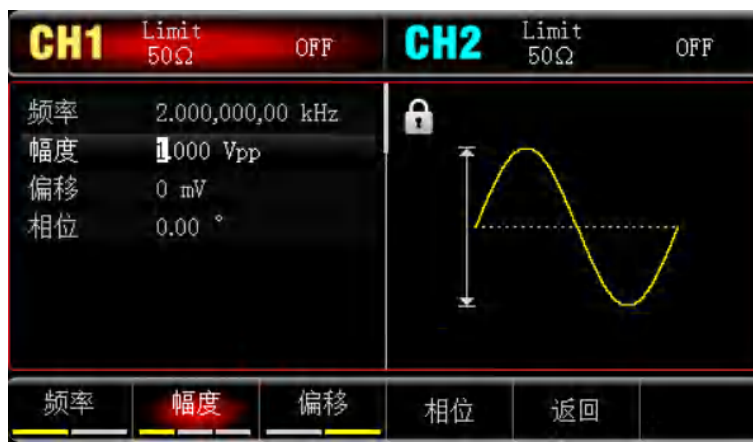 CH1 Limit 50Ω OFF
CH2 Limit 50Ω OFF
频率 2.000,000,00 kHz
幅度 1.000 Vpp
偏移 0 mV
相位 0.00 °
频率 幅度 偏移 相位 返回